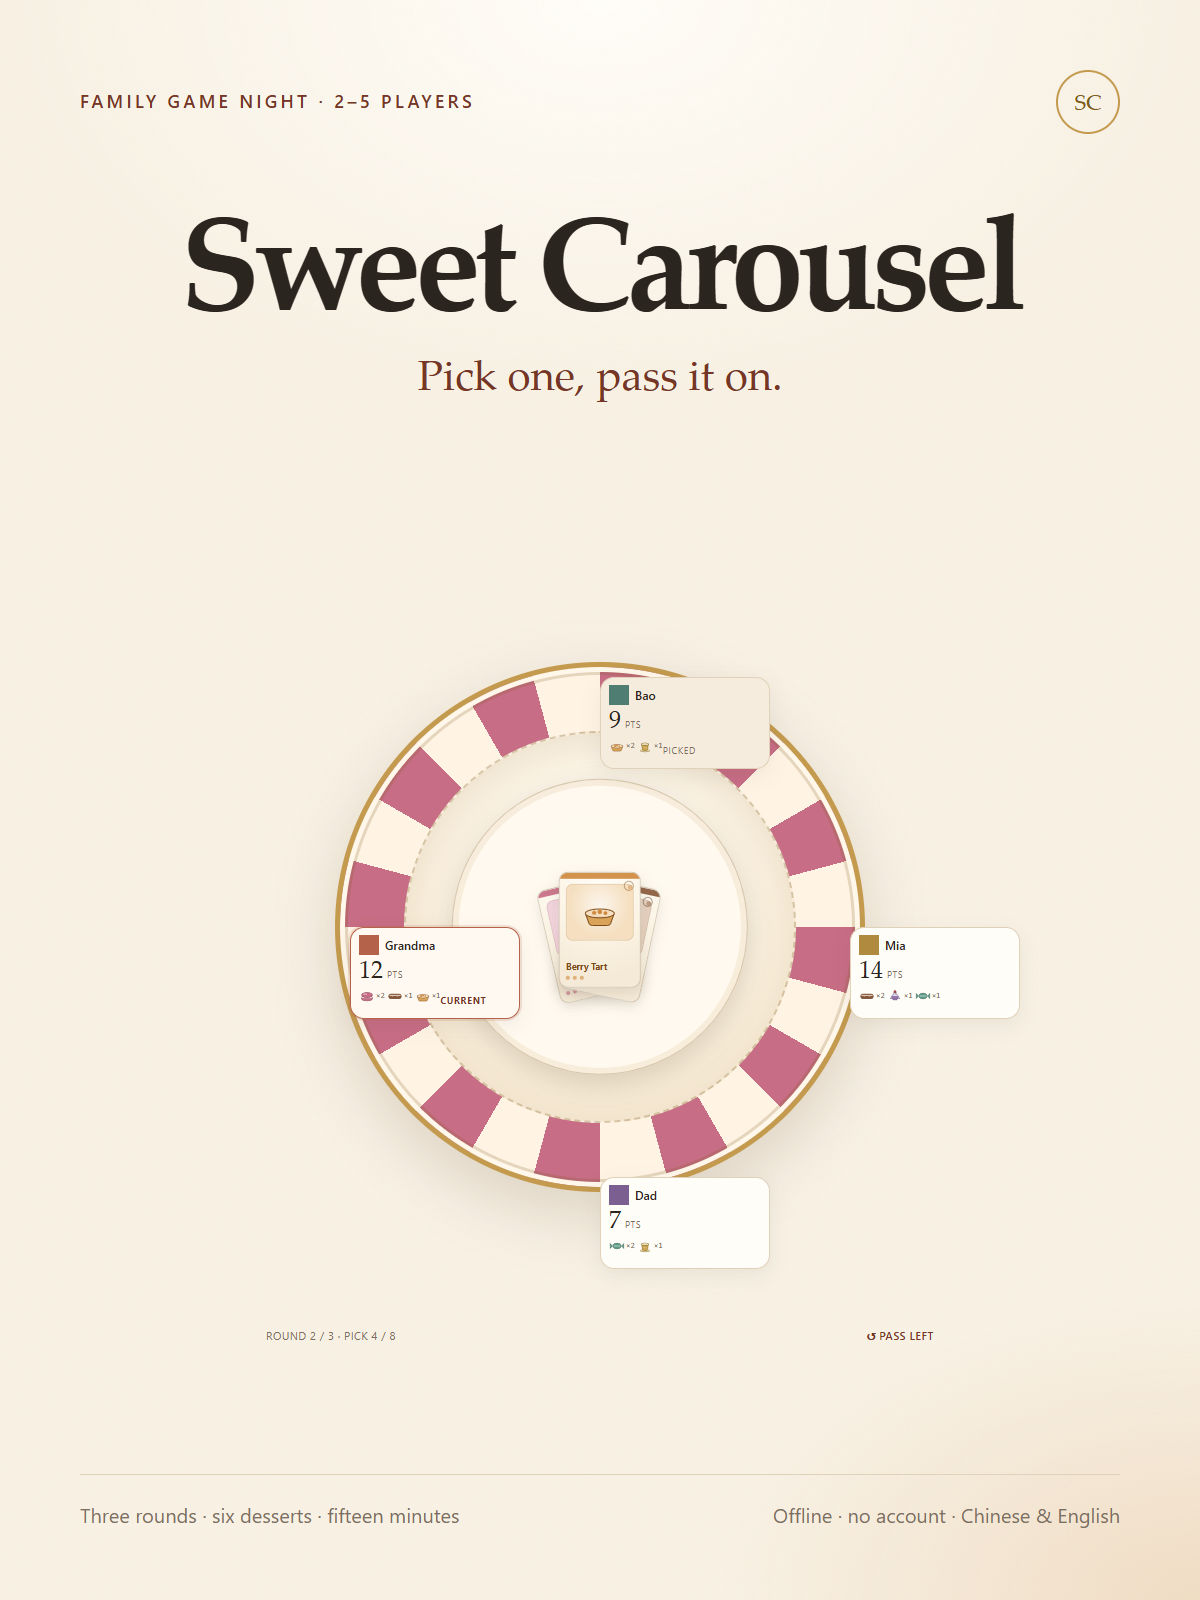 FAMILY GAME NIGHT · 2–5 PLAYERS
SC
Sweet Carousel
Pick one, pass it on.
Bao
9 PTS
×2 ×1 PICKED
Berry Tart
Grandma
12 PTS
×2 ×1 ×1 CURRENT
Mia
14 PTS
×2 ×1 ×1
Dad
7 PTS
×2 ×1
ROUND 2 / 3 · PICK 4 / 8
↺ PASS LEFT
Three rounds · six desserts · fifteen minutes
Offline · no account · Chinese & English